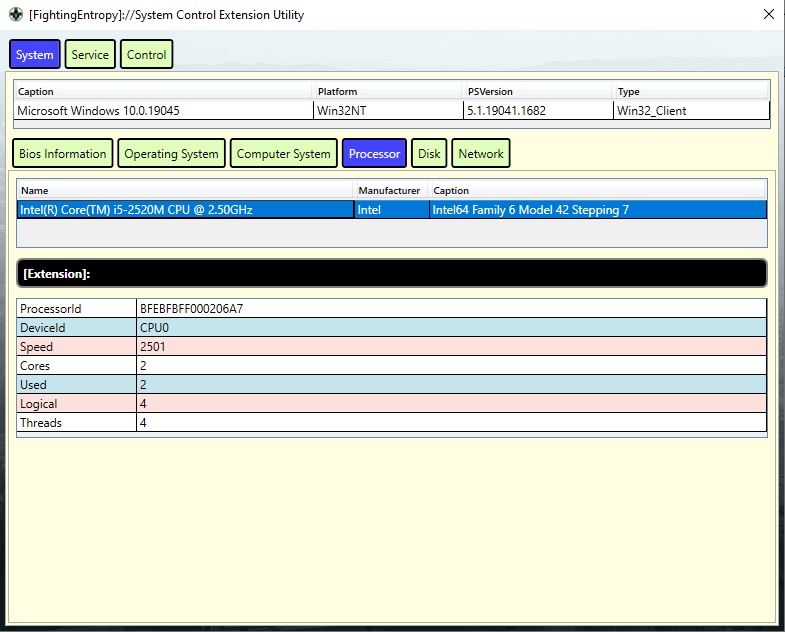 [FightingEntropy]://System Control Extension Utility
System Service Control
Caption Platform PSVersion Type
Microsoft Windows 10.0.19045 Win32NT 5.1.19041.1682 Win32_Client
Bios Information Operating System Computer System Processor Disk Network
Name Manufacturer Caption
Intel(R) Core(TM) i5-2520M CPU @ 2.50GHz Intel Intel64 Family 6 Model 42 Stepping 7
[Extension]:
ProcessorId BFEBFBFF000206A7
DeviceId CPU0
Speed 2501
Cores 2
Used 2
Logical 4
Threads 4